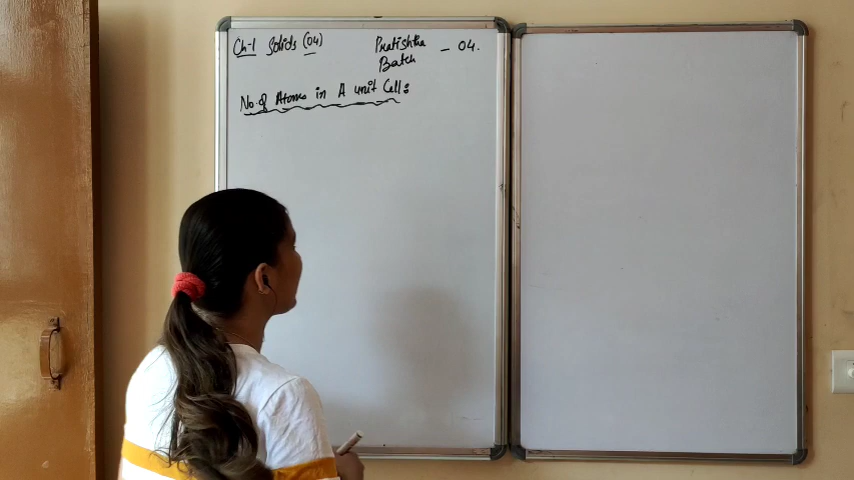 Ch-1 Solids (04)
Pratishtha
Batch - 04.
No. of Atoms in A unit Cell: